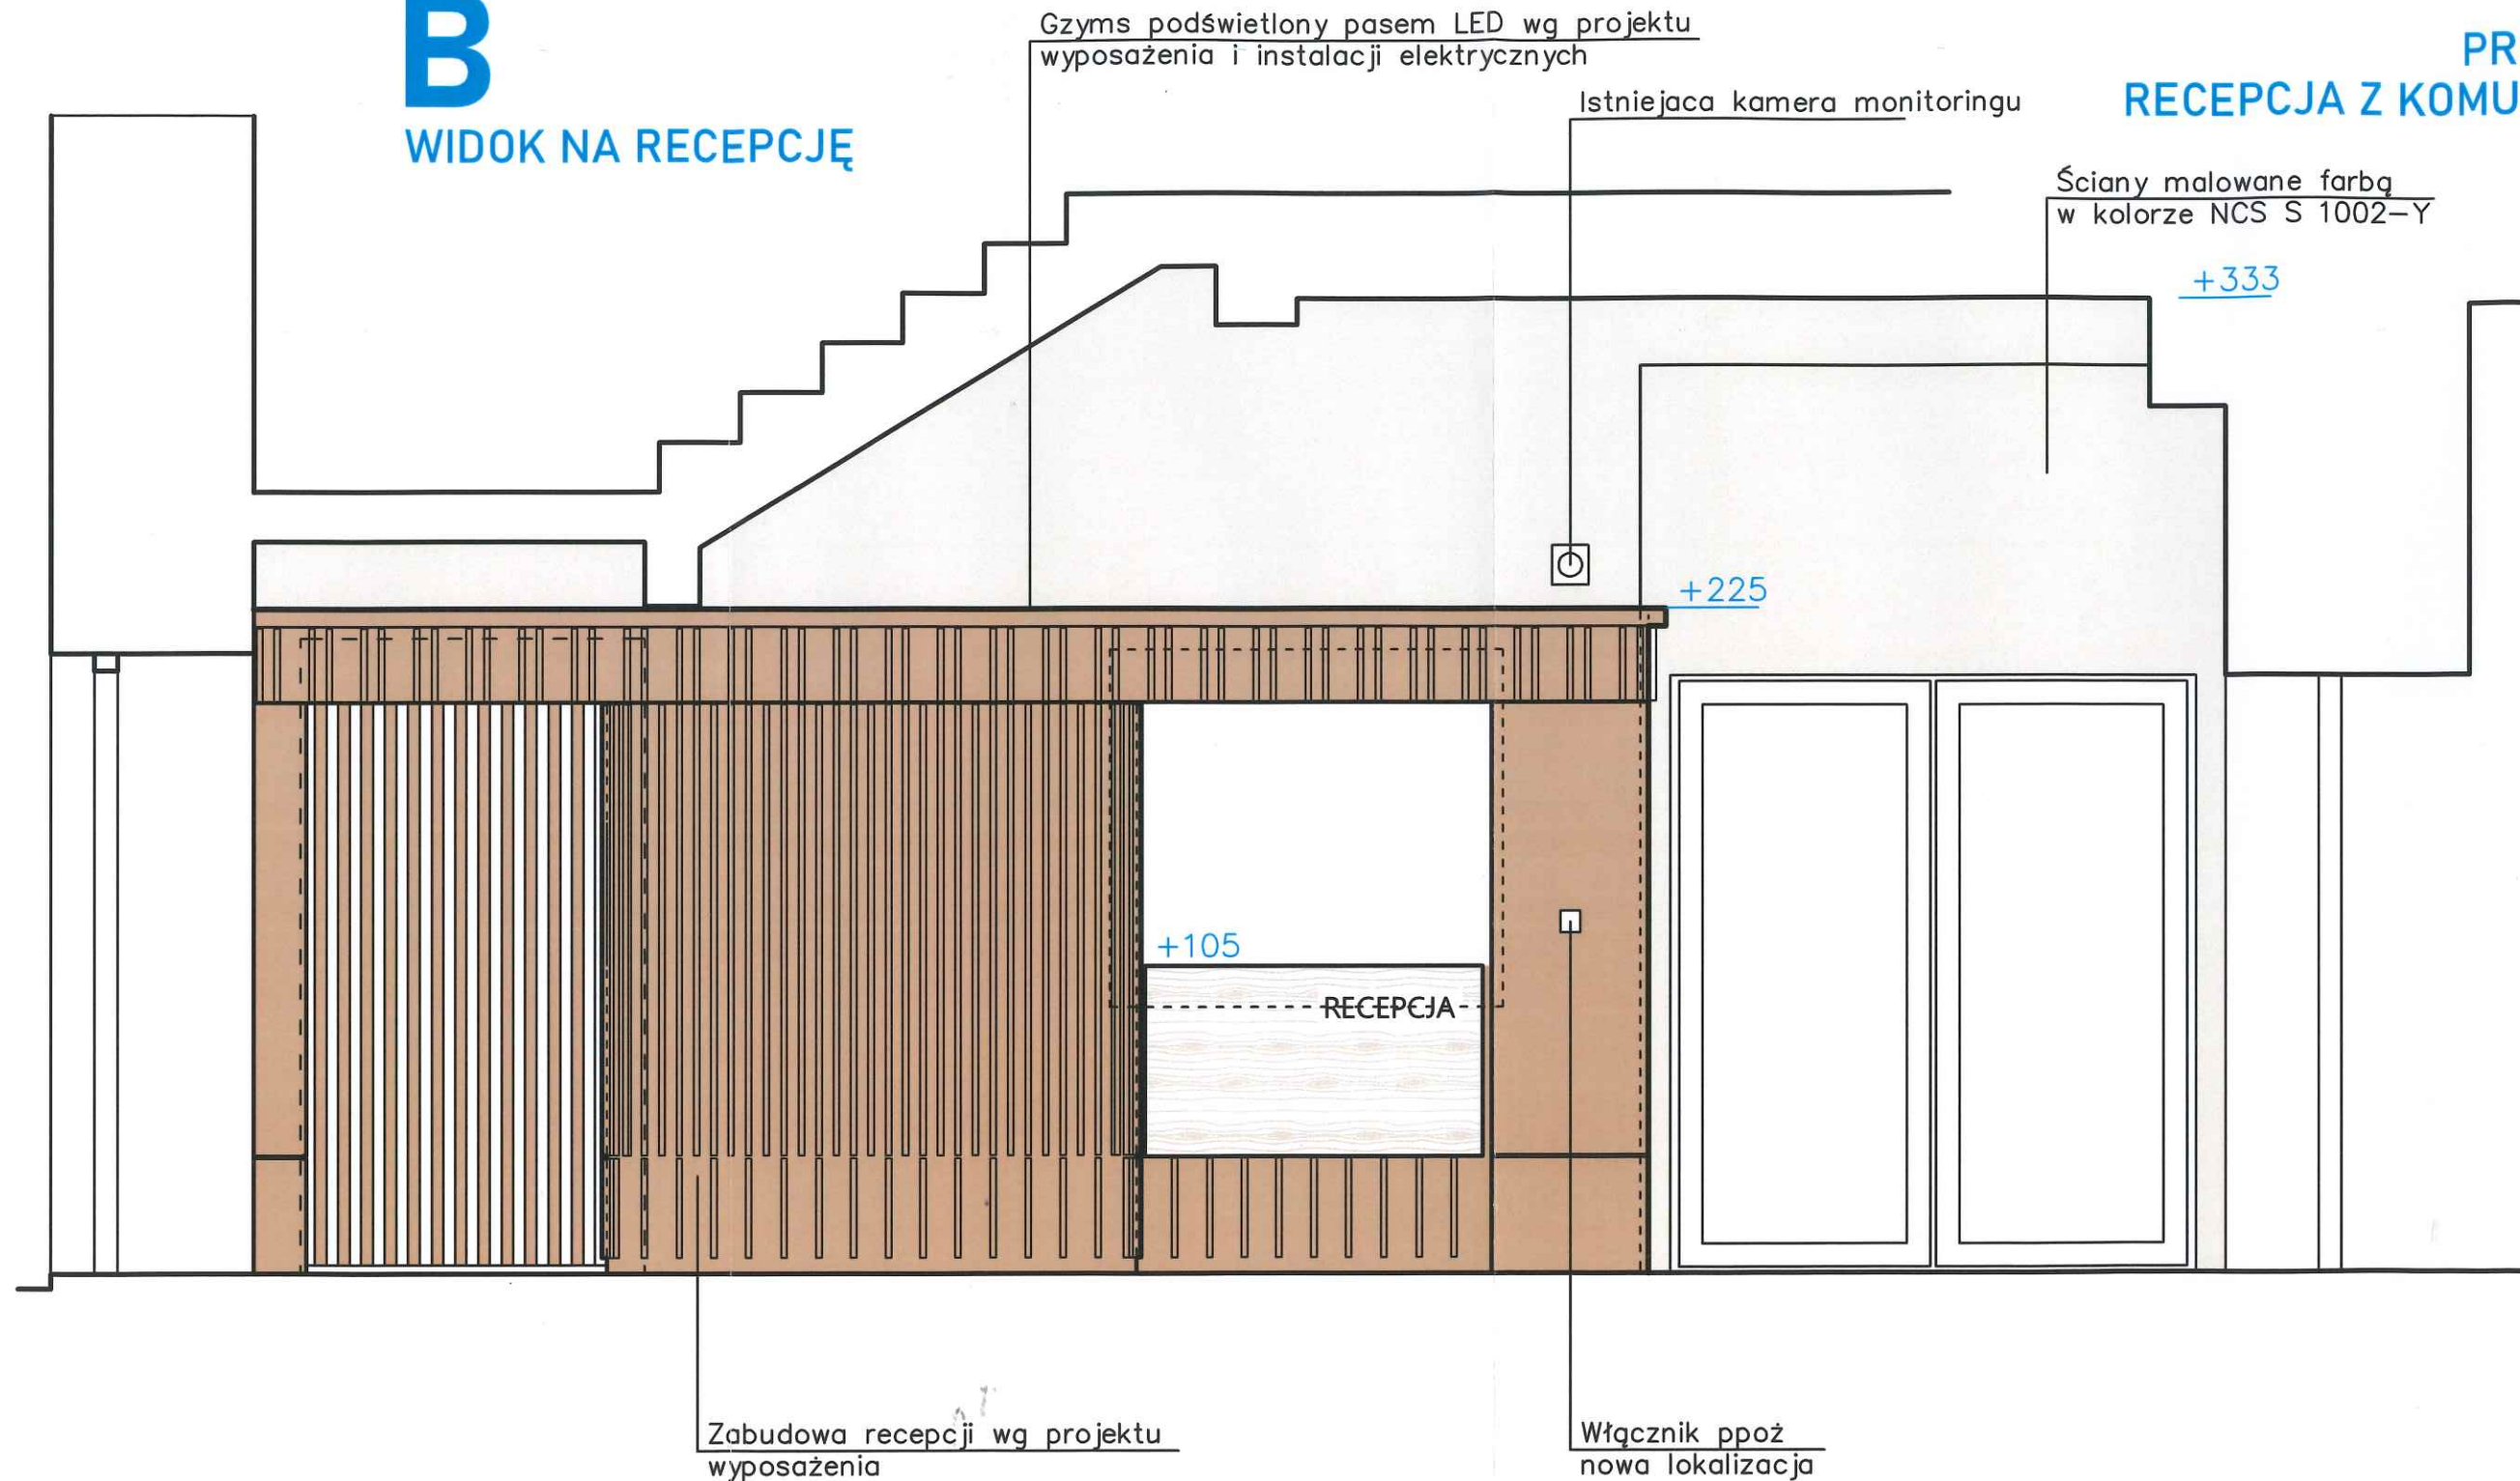 B
WIDOK NA RECEPCJĘ
Gzyms podświetlony pasem LED wg projektu
wyposażenia i instalacji elektrycznych
Istniejaca kamera monitoringu
PR
RECEPCJA Z KOMU
Ściany malowane farbą
w kolorze NCS S 1002-Y
+333
+225
+105
RECEPCJA
Zabudowa recepcji wg projektu
wyposażenia
Włącznik ppoż
nowa lokalizacja